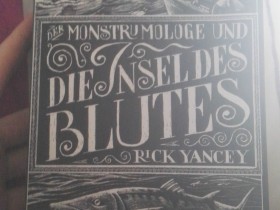 DER MONSTRUMOLOGE UND
DIE INSEL DES
BLUTES
RICK YANCEY